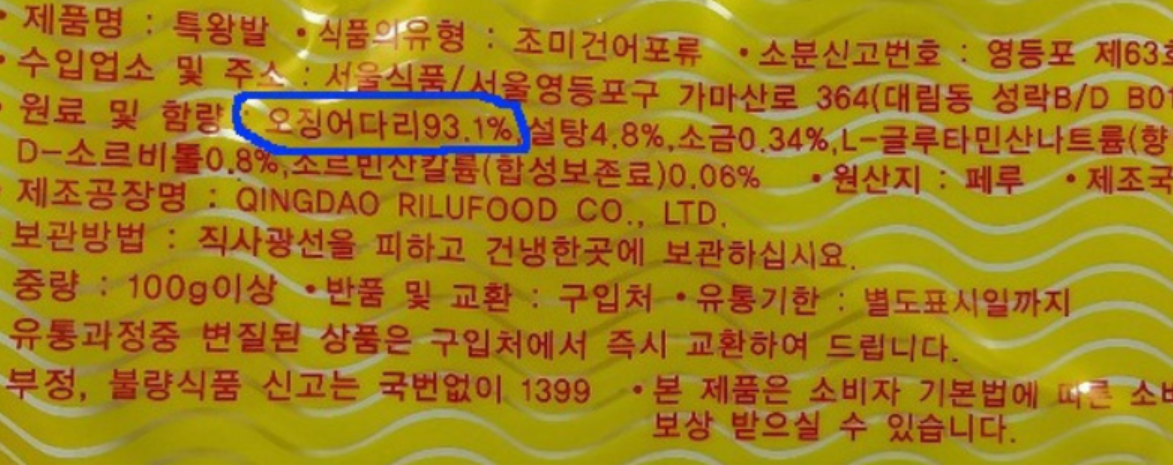 • 제품명 : 특왕발 • 식품의유형 : 조미건어포류 • 소분신고번호 : 영등포 제63
• 수입업소 및 주소 : 서울식품/서울영등포구 가마산로 364(대림동 성락B/D B0
• 원료 및 함량 : 오징어다리93.1%,설탕4.8%,소금0.34%,L-글루타민산나트륨(향
D-소르비톨0.8%,소르빈산칼륨(합성보존료)0.06% • 원산지 : 페루 • 제조국
• 제조공장명 : QINGDAO RILUFOOD CO., LTD.
보관방법 : 직사광선을 피하고 건냉한곳에 보관하십시요.
중량 : 100g이상 • 반품 및 교환 : 구입처 • 유통기한 : 별도표시일까지
유통과정중 변질된 상품은 구입처에서 즉시 교환하여 드립니다.
부정, 불량식품 신고는 국번없이 1399 • 본 제품은 소비자 기본법에 따른 소비
보상 받으실 수 있습니다.